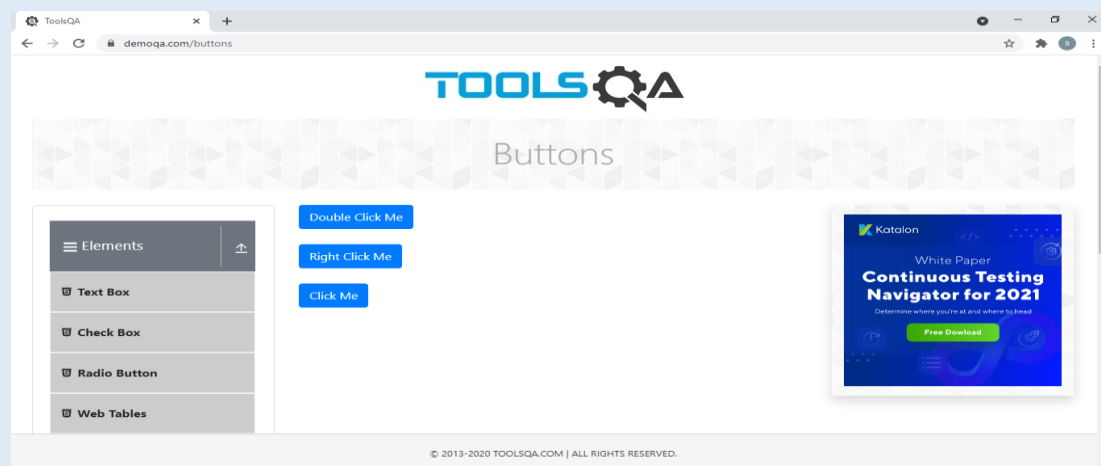 ToolsQA
demoqa.com/buttons
S
TOOLSQA
Buttons
Elements
Text Box
Check Box
Radio Button
Web Tables
Double Click Me
Right Click Me
Click Me
Katalon
White Paper
Continuous Testing
Navigator for 2021
Determine where you're at and where to head
Free Dowload
© 2013-2020 TOOLSQA.COM | ALL RIGHTS RESERVED.